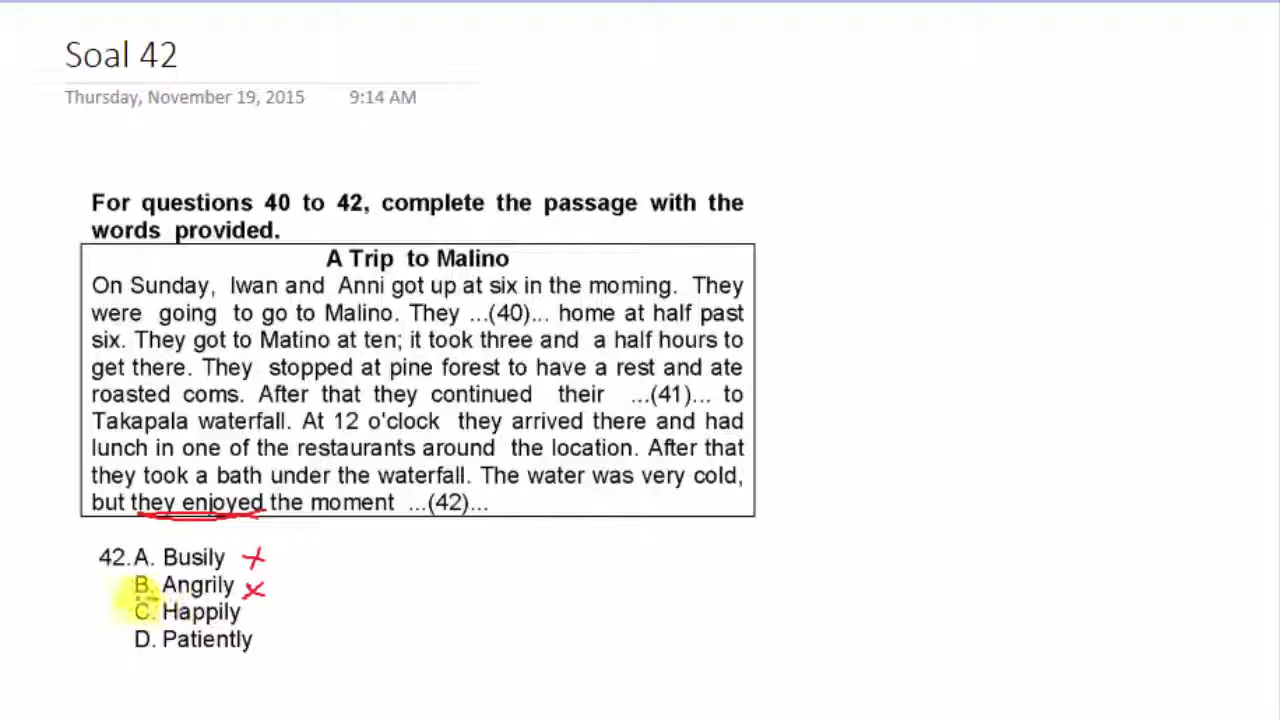 Soal 42
Thursday, November 19, 2015 9:14 AM
For questions 40 to 42, complete the passage with the
words provided.
A Trip to Malino
On Sunday, Iwan and Anni got up at six in the moming. They
were going to go to Malino. They ...(40)... home at half past
six. They got to Matino at ten; it took three and a half hours to
get there. They stopped at pine forest to have a rest and ate
roasted coms. After that they continued their ...(41)... to
Takapala waterfall. At 12 o'clock they arrived there and had
lunch in one of the restaurants around the location. After that
they took a bath under the waterfall. The water was very cold,
but they enjoyed the moment ...(42)...
42. A. Busily
B. Angrily
C. Happily
D. Patiently